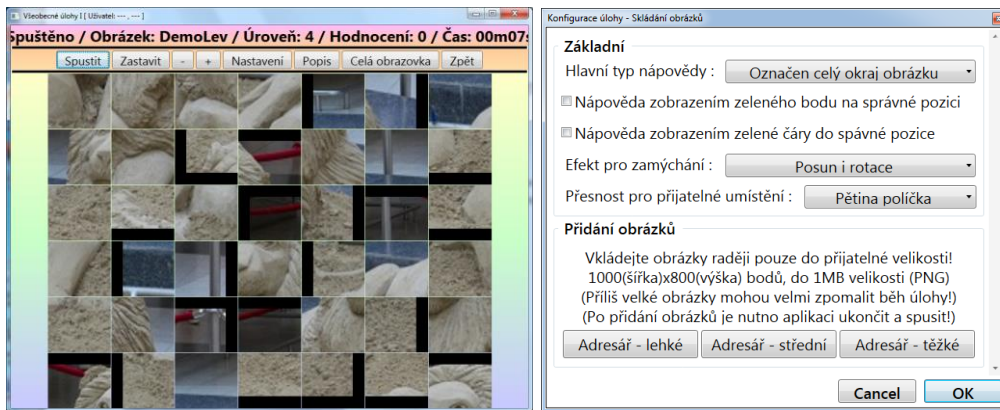 Všeobecné úlohy I [ Uživatel: --- , --- ]
Spuštěno / Obrázek: DemoLev / Úroveň: 4 / Hodnocení: 0 / Čas: 00m07s
Spustit Zastavit - + Nastavení Popis Celá obrazovka Zpět
Konfigurace úlohy - Skládání obrázků
Základní
Hlavní typ nápovědy : Označen celý okraj obrázku
Nápověda zobrazením zeleného bodu na správné pozici
Nápověda zobrazením zelené čáry do spávné pozice
Efekt pro zamýchání : Posun i rotace
Přesnost pro přijatelné umístění : Pětina políčka
Přidání obrázků
Vkládejte obrázky raději pouze do přijatelné velikosti!
1000(šířka)x800(výška) bodů, do 1MB velikosti (PNG)
(Příliš velké obrázky mohou velmi zpomalit běh úlohy!)
(Po přidání obrázků je nutno aplikaci ukončit a spusit!)
Adresář - lehké Adresář - střední Adresář - těžké
Cancel OK